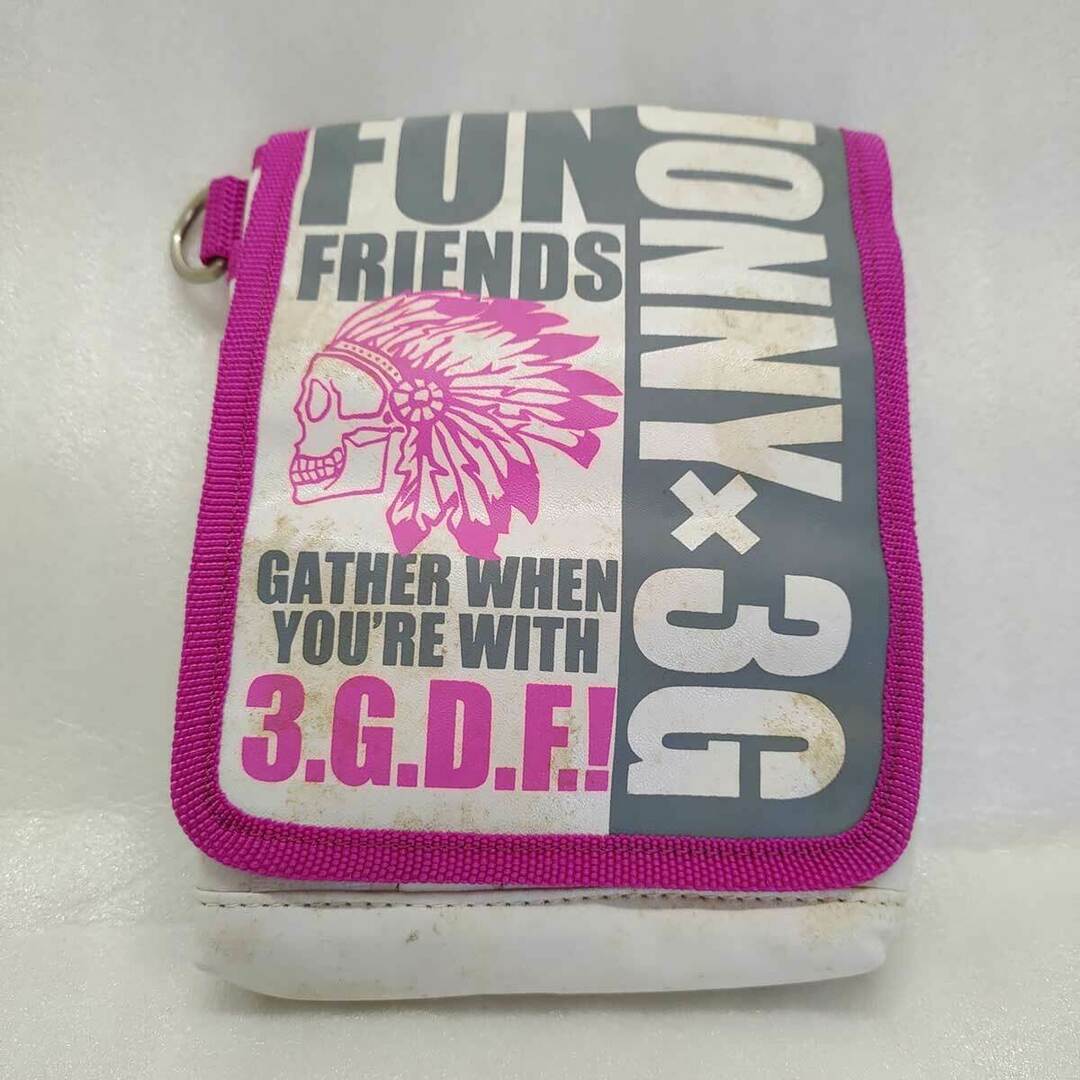 FUN
FRIENDS
GATHER WHEN
YOU'RE WITH
3.G.D.F.!
JONNY×3G